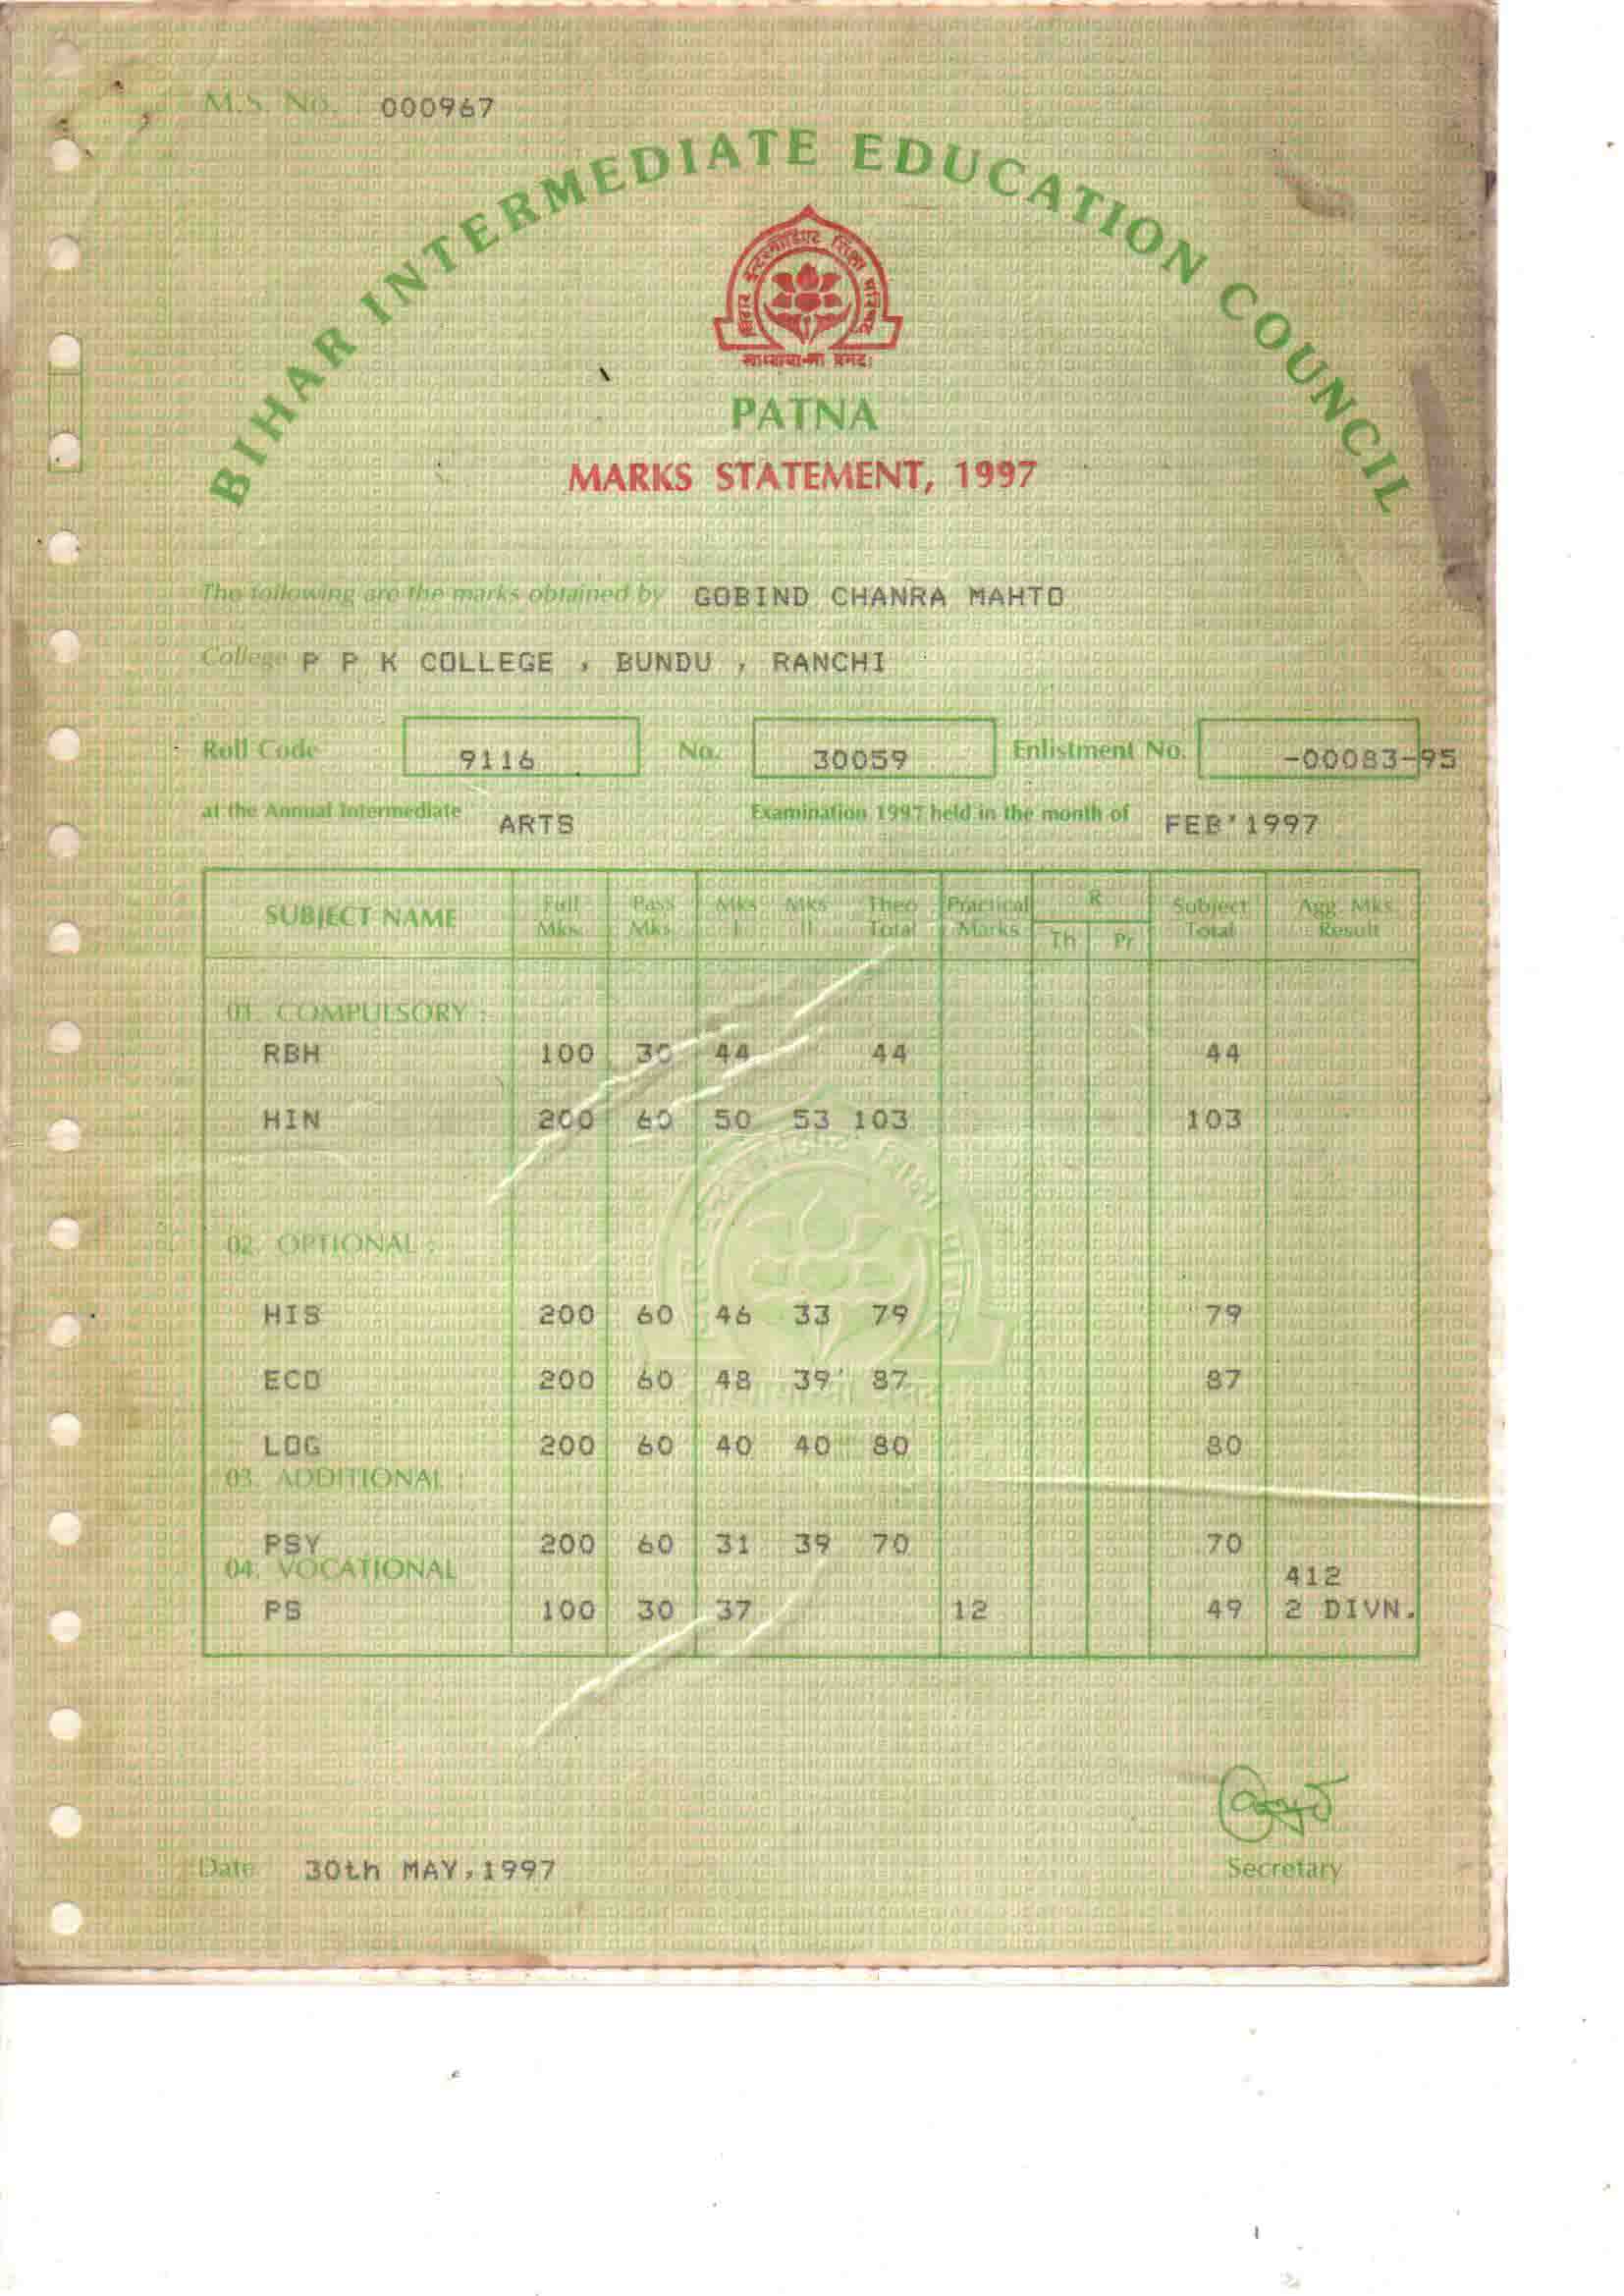 M.S. No. 000967
BIHAR INTERMEDIATE EDUCATION COUNCIL
बिहार इन्टरमीडिएट शिक्षा परिषद
PATNA
MARKS STATEMENT, 1997
The following are the marks obtained by GOBIND CHANRA MAHTO
College P P K COLLEGE , BUNDU , RANCHI
Roll Code 9116 No. 30059 Enlistment No. -00083-95
at the Annual Intermediate ARTS Examination 1997 held in the month of FEB'1997
SUBJECT NAME Full Mks. Pass Mks. Mks I Mks II Theo Total Practical Marks R Th Pr Subject Total Agg. Mks. Result
01. COMPULSORY :-
RBH 100 30 44 44 44
HIN 200 60 50 53 103 103
02. OPTIONAL :
HIS 200 60 46 33 79 79
ECO 200 60 48 39 87 87
LOG 200 60 40 40 80 80
03. ADDITIONAL :
PSY 200 60 31 39 70 70
04. VOCATIONAL 412
PS 100 30 37 12 49 2 DIVN.
Date 30th MAY,1997
Secretary